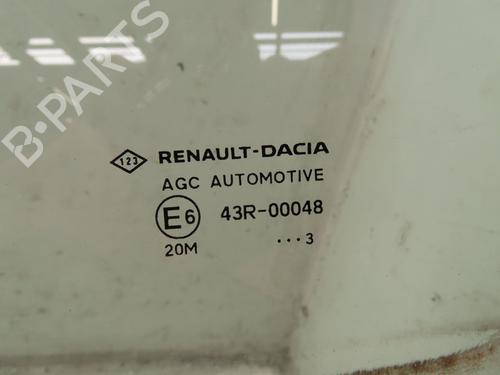 B-PARTS
123 RENAULT-DACIA
AGC AUTOMOTIVE
E6 43R-00048
20M ···3